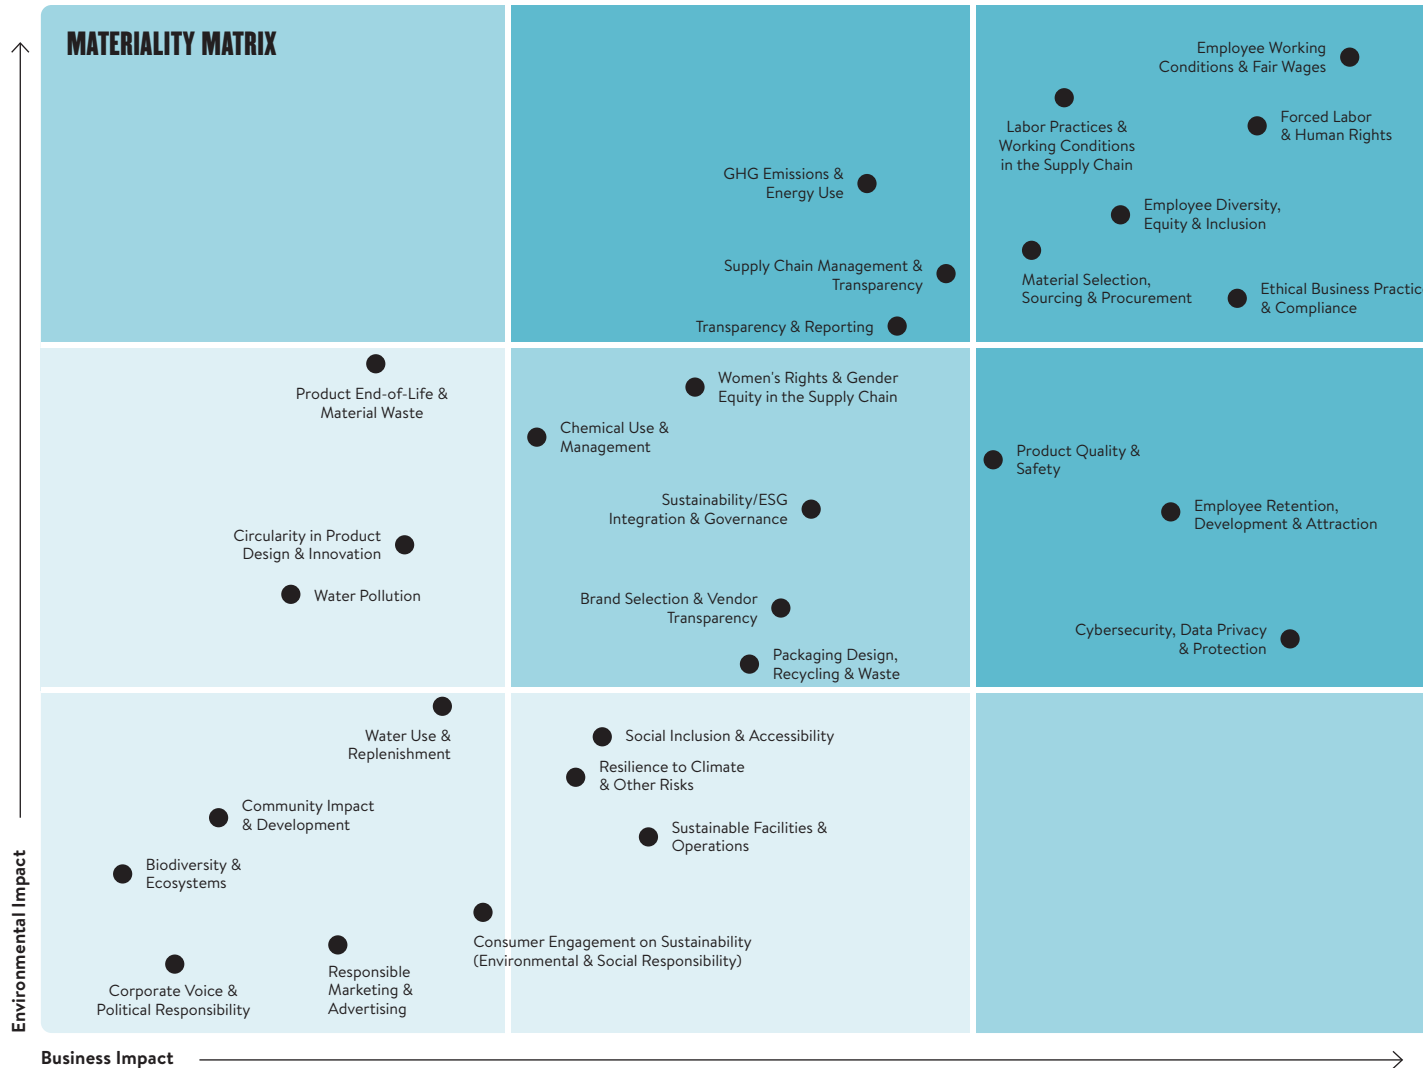 MATERIALITY MATRIX
Employee Working
Conditions & Fair Wages
Labor Practices &
Working Conditions
in the Supply Chain
Forced Labor
& Human Rights
GHG Emissions &
Energy Use
Employee Diversity,
Equity & Inclusion
Supply Chain Management &
Transparency
Material Selection,
Sourcing & Procurement
Ethical Business Practic
& Compliance
Transparency & Reporting
Product End-of-Life &
Material Waste
Women's Rights & Gender
Equity in the Supply Chain
Chemical Use &
Management
Product Quality &
Safety
Sustainability/ESG
Integration & Governance
Employee Retention,
Development & Attraction
Circularity in Product
Design & Innovation
Water Pollution
Brand Selection & Vendor
Transparency
Cybersecurity, Data Privacy
& Protection
Packaging Design,
Recycling & Waste
Water Use &
Replenishment
Social Inclusion & Accessibility
Resilience to Climate
& Other Risks
Community Impact
& Development
Sustainable Facilities &
Operations
Biodiversity &
Ecosystems
Consumer Engagement on Sustainability
(Environmental & Social Responsibility)
Responsible
Marketing &
Advertising
Corporate Voice &
Political Responsibility
Environmental Impact
Business Impact